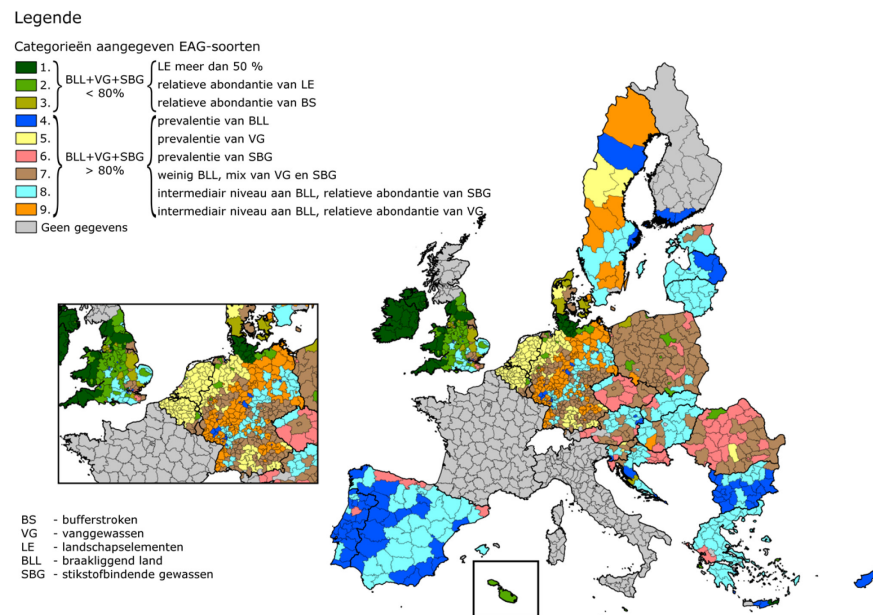 Legende
Categorieën aangegeven EAG-soorten
1. LE meer dan 50 %
2. BLL+VG+SBG < 80% relatieve abondantie van LE
3. relatieve abondantie van BS
4. prevalentie van BLL
5. prevalentie van VG
6. BLL+VG+SBG > 80% prevalentie van SBG
7. weinig BLL, mix van VG en SBG
8. intermediair niveau aan BLL, relatieve abondantie van SBG
9. intermediair niveau aan BLL, relatieve abondantie van VG
Geen gegevens
BS - bufferstroken
VG - vanggewassen
LE - landschapselementen
BLL - braakliggend land
SBG - stikstofbindende gewassen